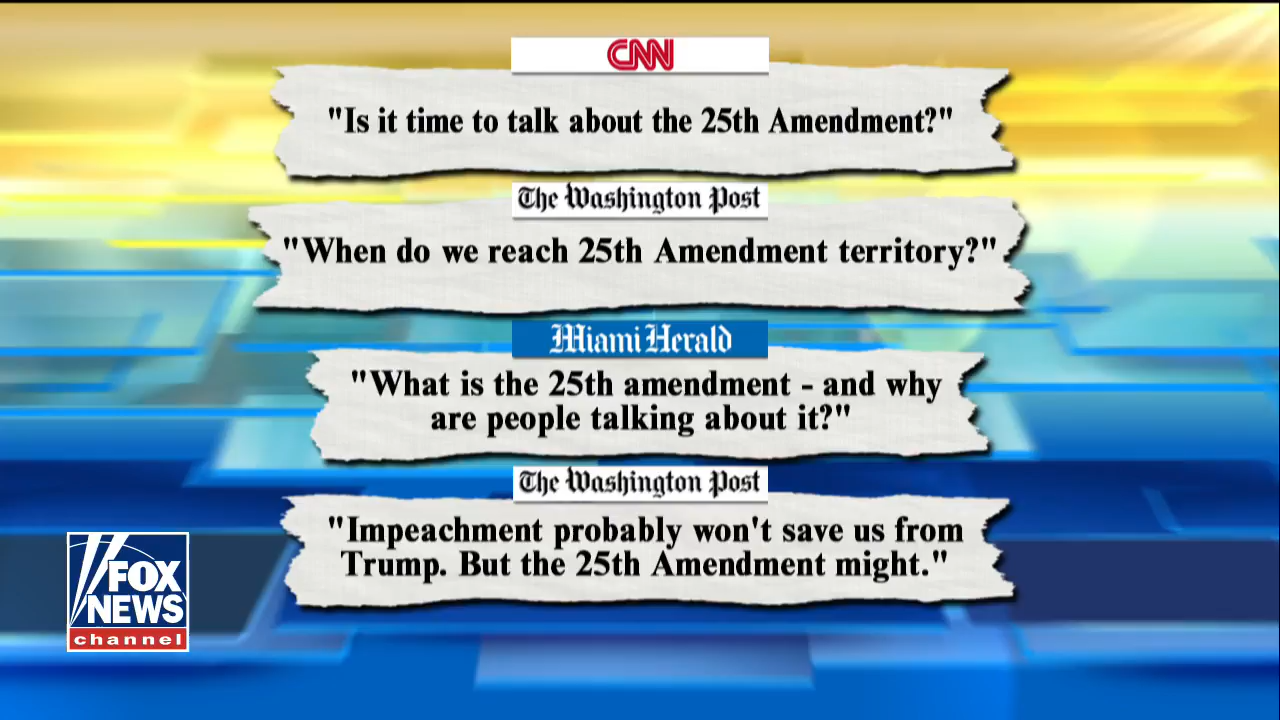 CNN
"Is it time to talk about the 25th Amendment?"
The Washington Post
"When do we reach 25th Amendment territory?"
Miami Herald
"What is the 25th amendment - and why
are people talking about it?"
The Washington Post
"Impeachment probably won't save us from
Trump. But the 25th Amendment might."
FOX
NEWS
channel